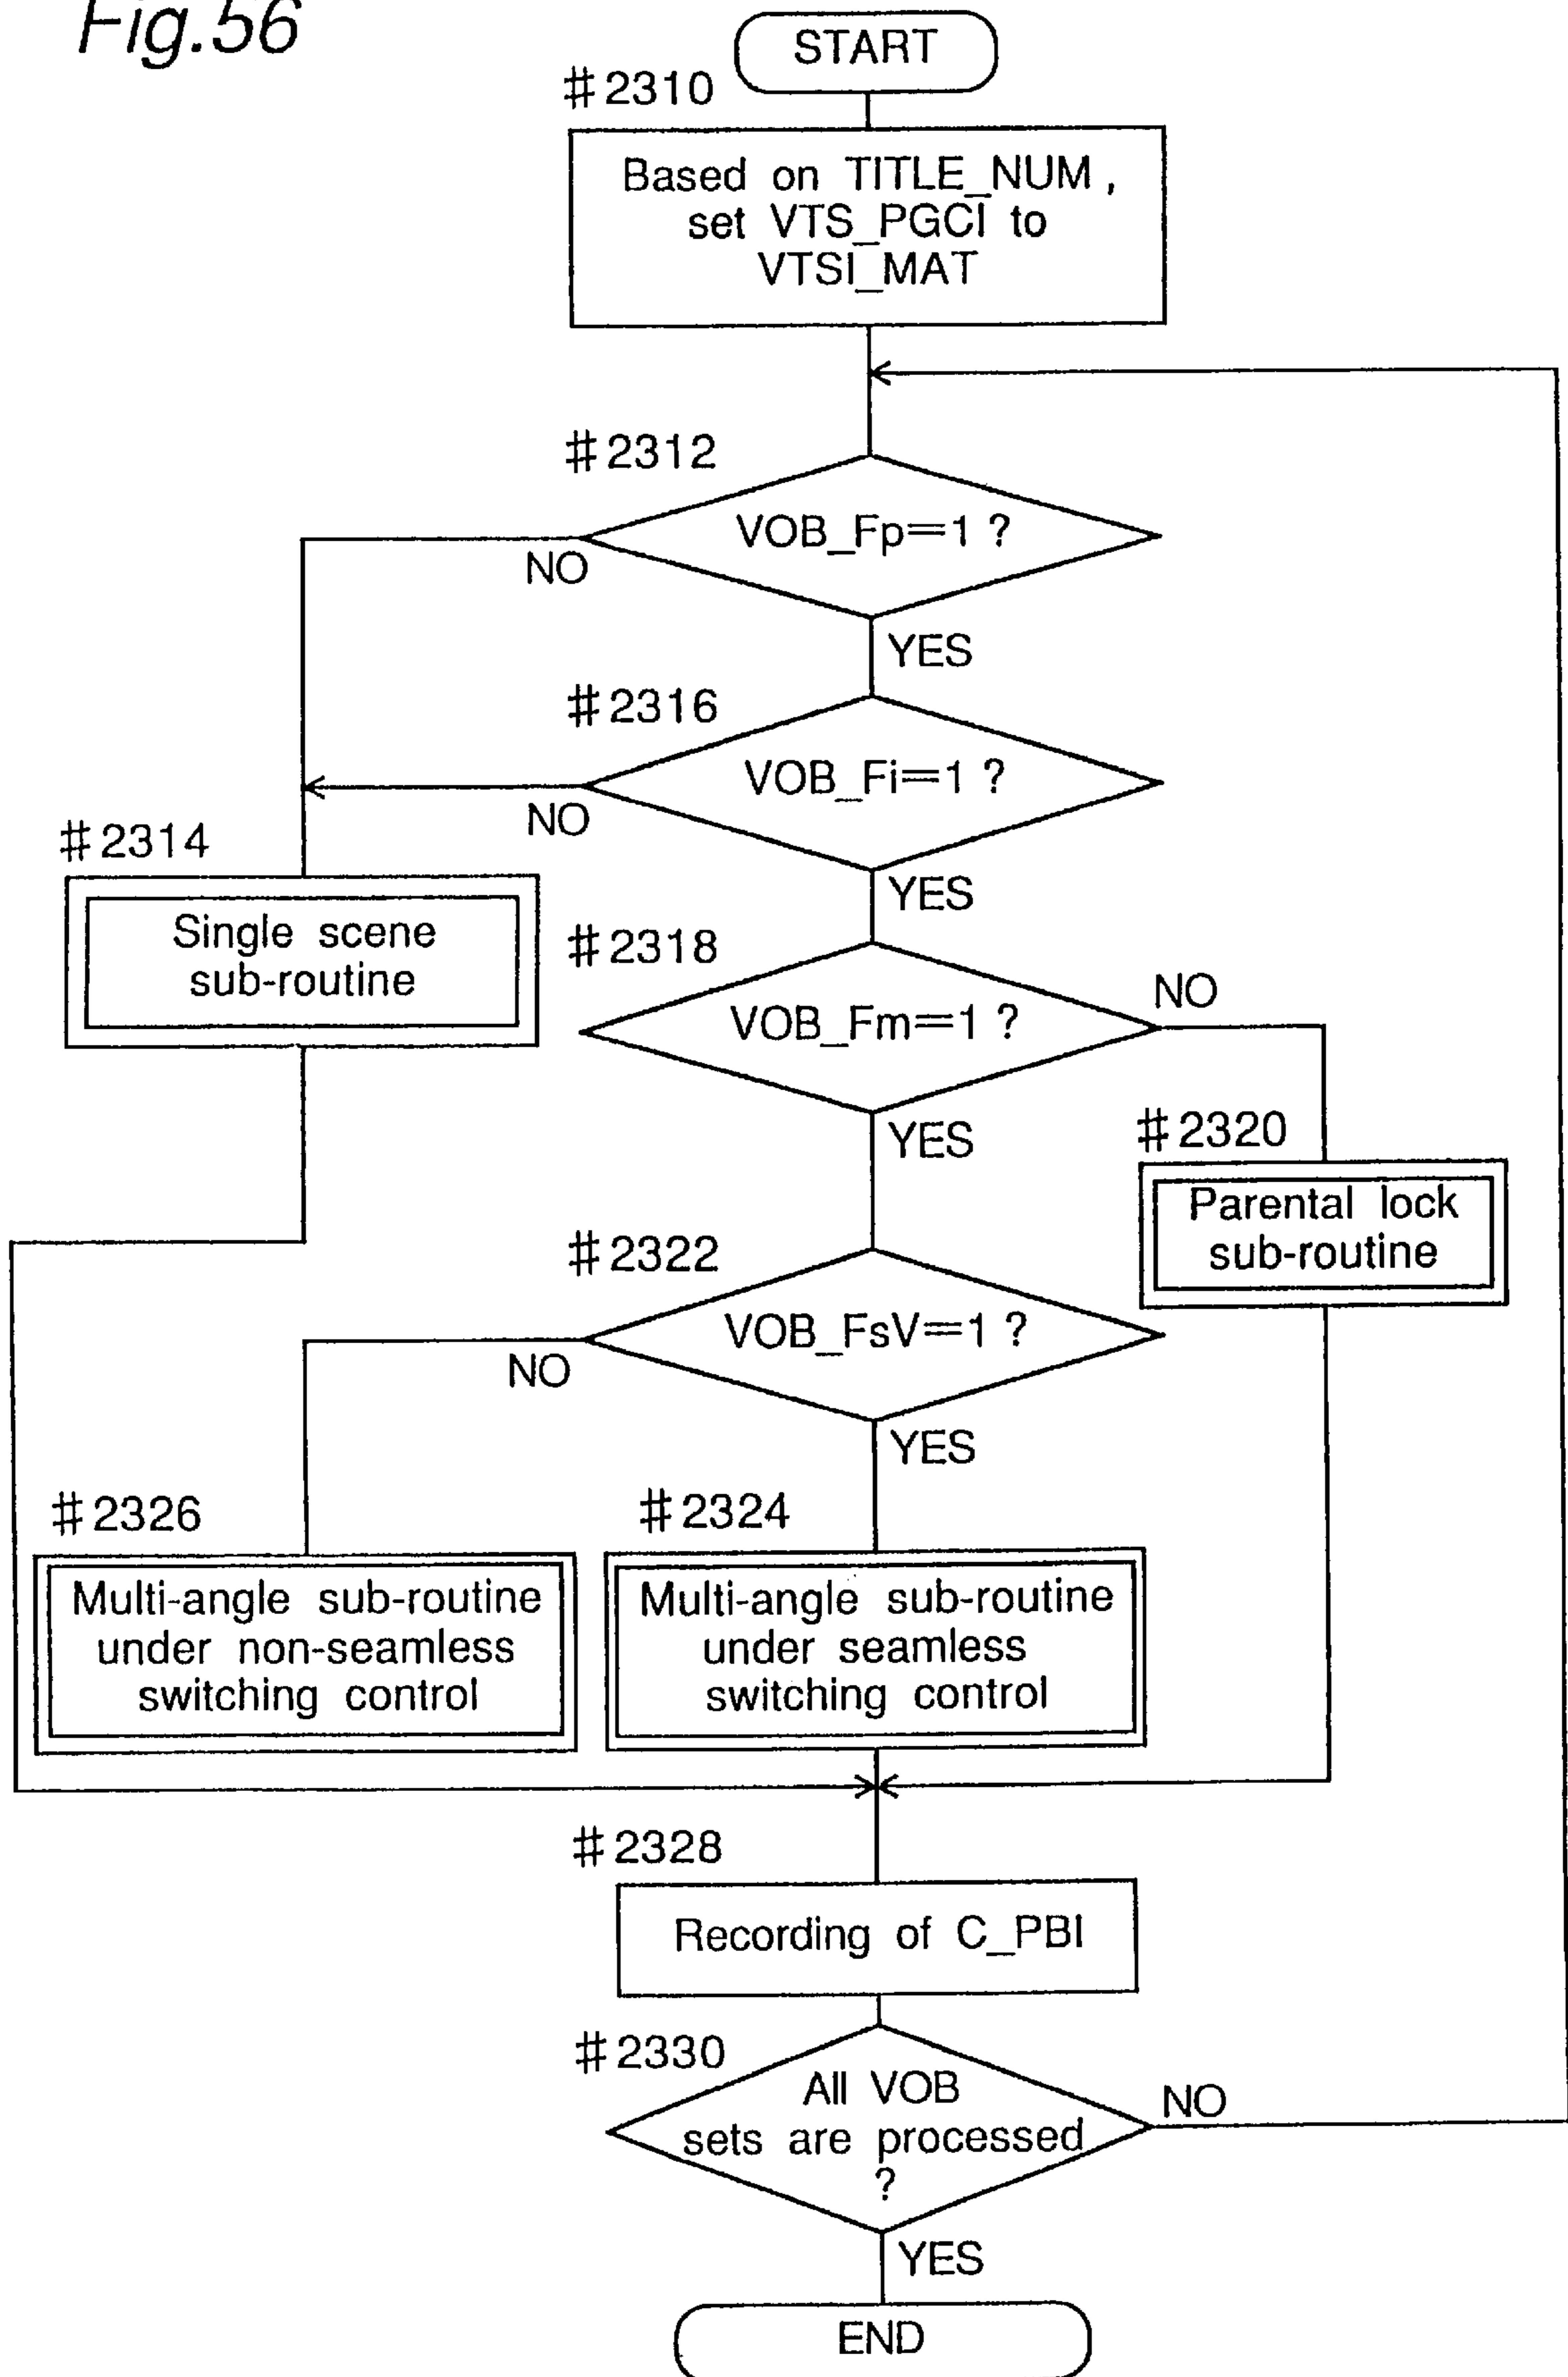 Fig.56
START
#2310
Based on TITLE_NUM,
set VTS_PGCI to
VTSI_MAT
#2312
VOB_Fp=1 ?
NO
YES
#2316
VOB_Fi=1 ?
NO
YES
#2314
Single scene
sub-routine
#2318
VOB_Fm=1 ?
NO
YES
#2320
Parental lock
sub-routine
#2322
VOB_FsV=1 ?
NO
YES
#2326
Multi-angle sub-routine
under non-seamless
switching control
#2324
Multi-angle sub-routine
under seamless
switching control
#2328
Recording of C_PBI
#2330
All VOB
sets are processed
?
NO
YES
END